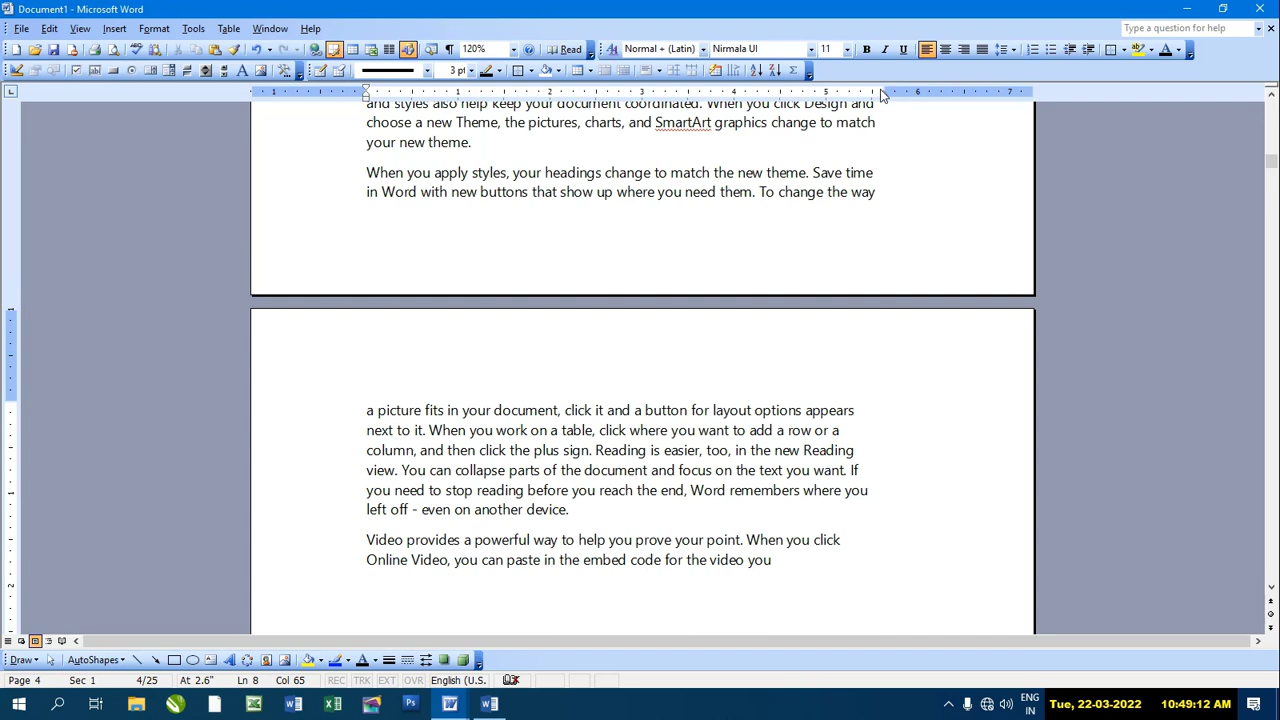 Document1 - Microsoft Word
File Edit View Insert Format Tools Table Window Help
Type a question for help
120% Read Normal + (Latin) Nirmala UI 11 B I U
3 pt
1 1 2 3 4 5 6 7
and styles also help keep your document coordinated. When you click Design and
choose a new Theme, the pictures, charts, and SmartArt graphics change to match
your new theme.
When you apply styles, your headings change to match the new theme. Save time
in Word with new buttons that show up where you need them. To change the way
a picture fits in your document, click it and a button for layout options appears
next to it. When you work on a table, click where you want to add a row or a
column, and then click the plus sign. Reading is easier, too, in the new Reading
view. You can collapse parts of the document and focus on the text you want. If
you need to stop reading before you reach the end, Word remembers where you
left off - even on another device.
Video provides a powerful way to help you prove your point. When you click
Online Video, you can paste in the embed code for the video you
Draw AutoShapes
Page 4 Sec 1 4/25 At 2.6" Ln 8 Col 65 REC TRK EXT OVR English (U.S.
ENG
IN
Tue, 22-03-2022 10:49:12 AM